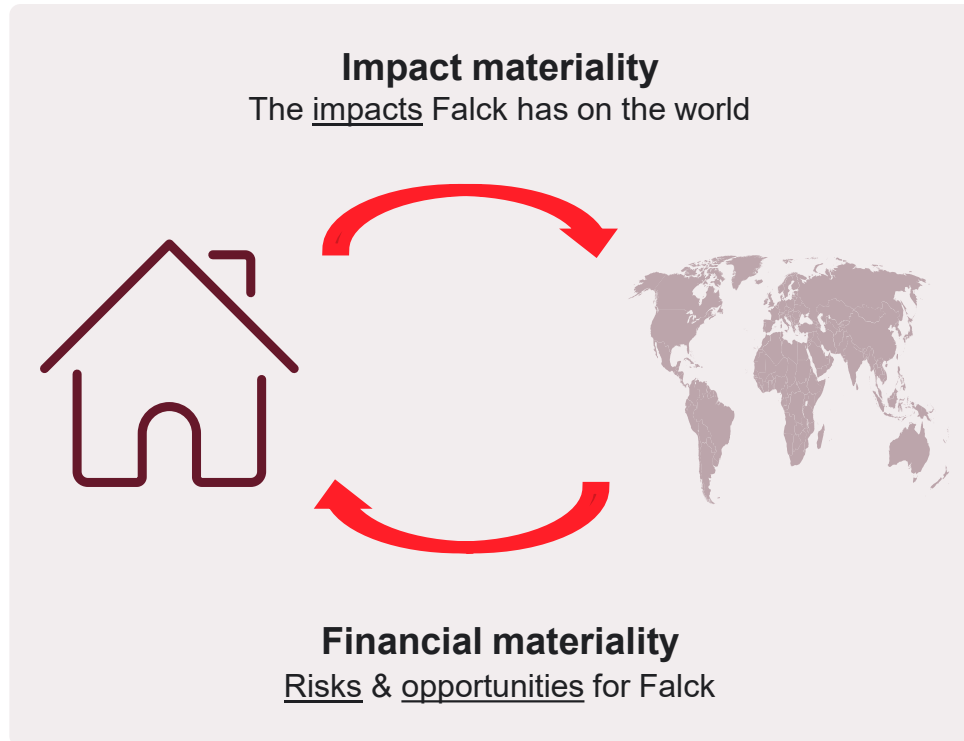 Impact materiality
The impacts Falck has on the world
Financial materiality
Risks & opportunities for Falck